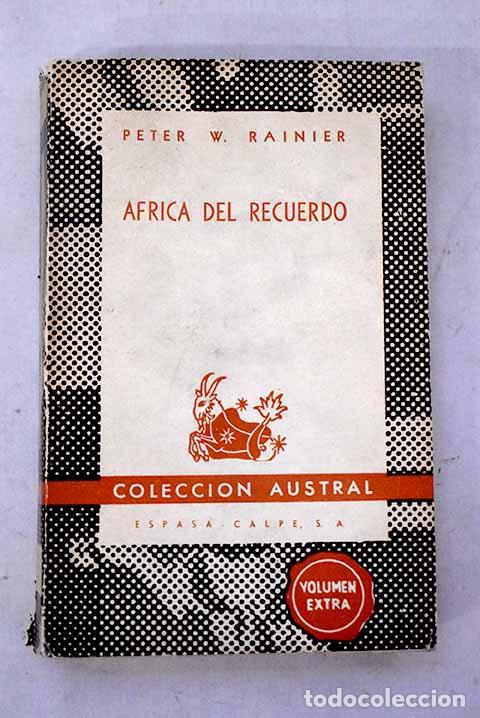 PETER W. RAINIER
AFRICA DEL RECUERDO
COLECCION AUSTRAL
ESPASA-CALPE, S.A
VOLUMEN
EXTRA
todocoleccion